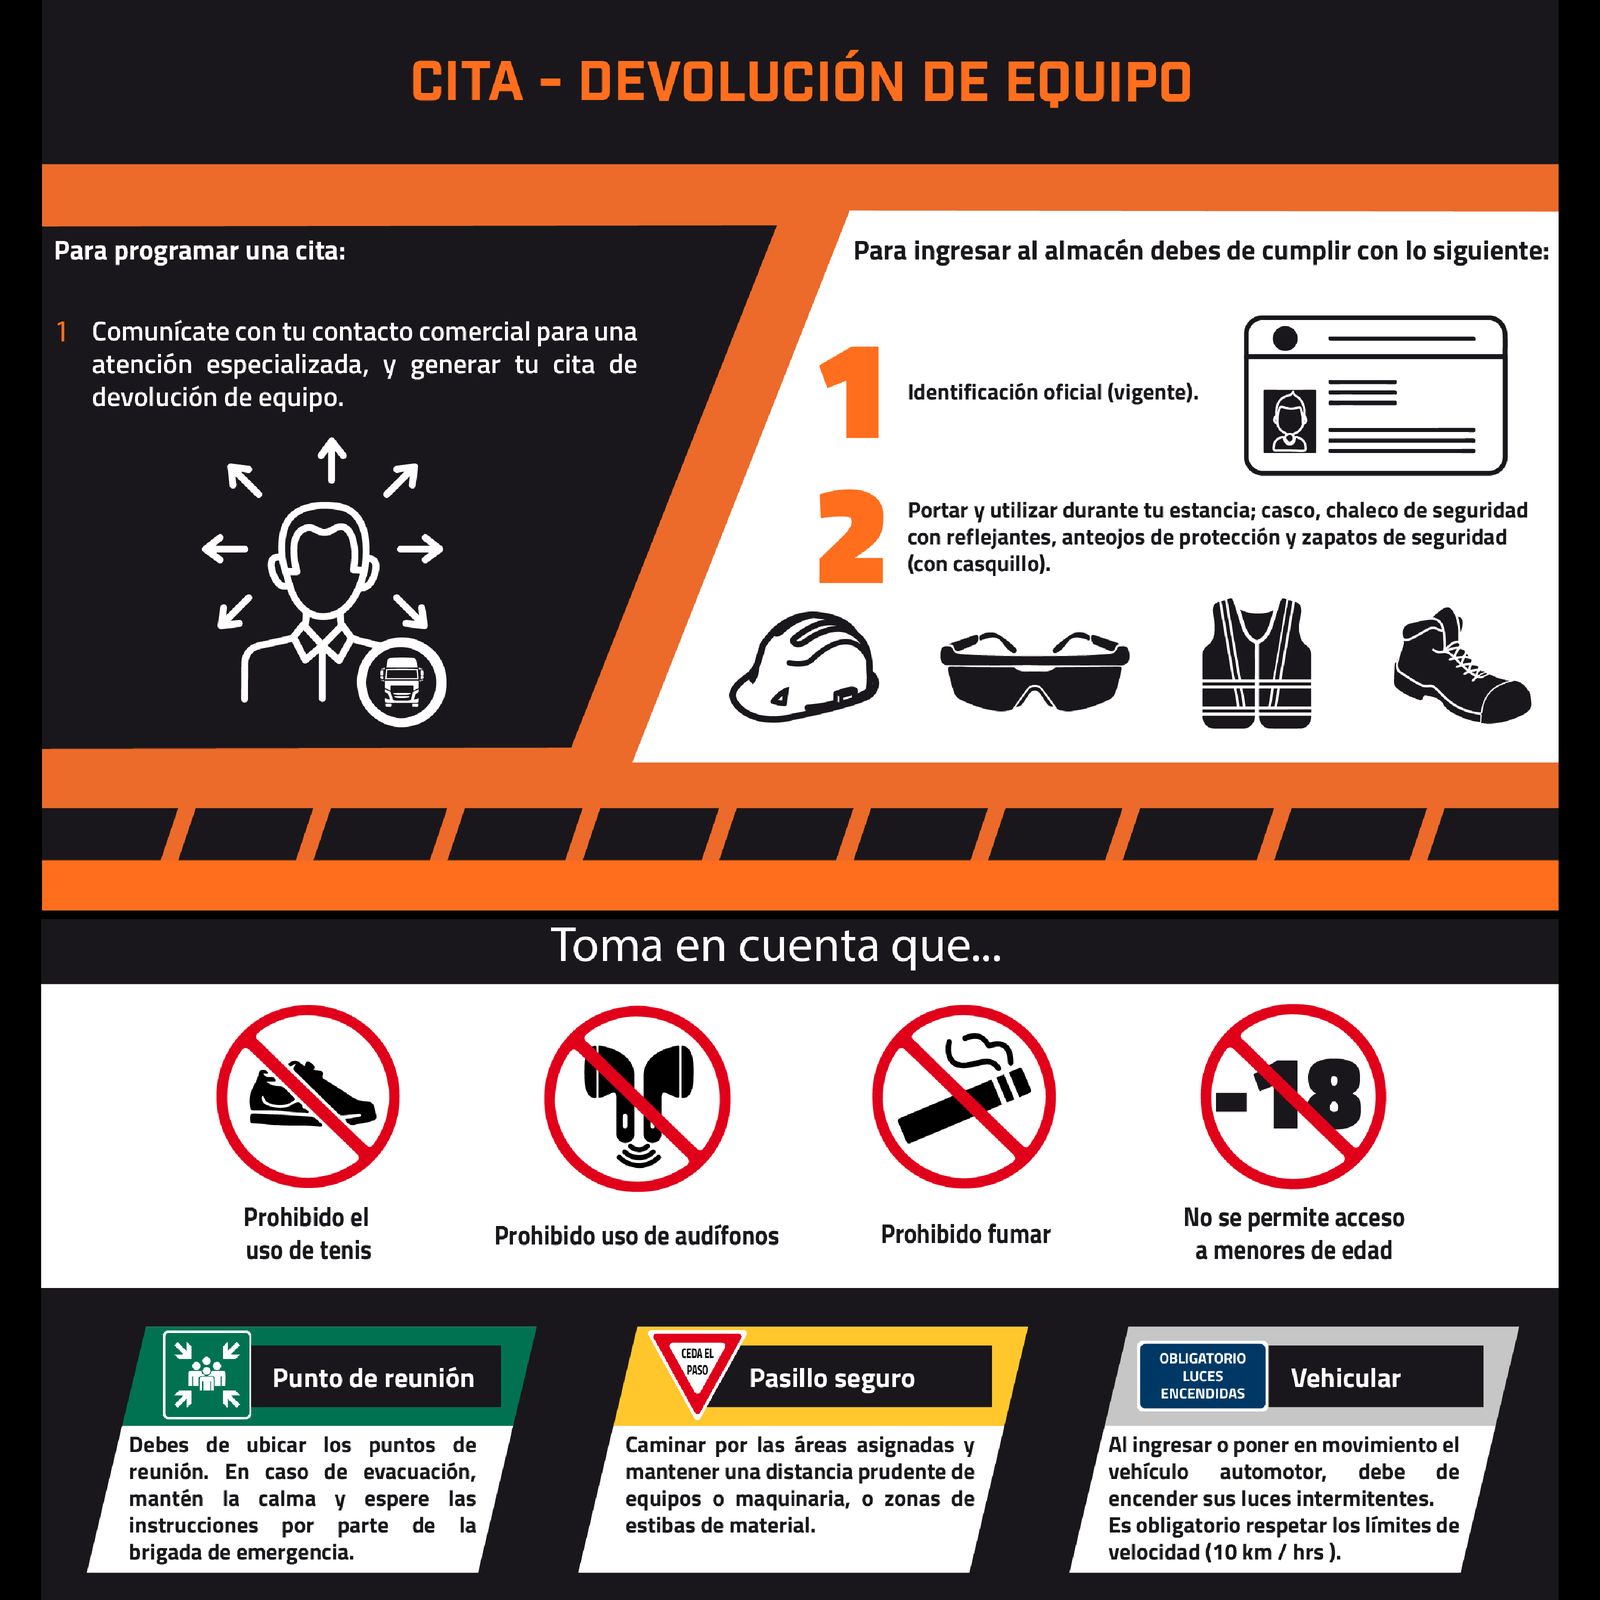 CITA - DEVOLUCIÓN DE EQUIPO
Para programar una cita:
1 Comunícate con tu contacto comercial para una
atención especializada, y generar tu cita de
devolución de equipo.
Para ingresar al almacén debes de cumplir con lo siguiente:
1 Identificación oficial (vigente).
2 Portar y utilizar durante tu estancia; casco, chaleco de seguridad
con reflejantes, anteojos de protección y zapatos de seguridad
(con casquillo).
Toma en cuenta que...
-18
Prohibido el
uso de tenis
Prohibido uso de audífonos
Prohibido fumar
No se permite acceso
a menores de edad
Punto de reunión
Debes de ubicar los puntos de
reunión. En caso de evacuación,
mantén la calma y espere las
instrucciones por parte de la
brigada de emergencia.
CEDA EL
PASO
Pasillo seguro
Caminar por las áreas asignadas y
mantener una distancia prudente de
equipos o maquinaria, o zonas de
estibas de material.
OBLIGATORIO
LUCES
ENCENDIDAS
Vehicular
Al ingresar o poner en movimiento el
vehículo automotor, debe de
encender sus luces intermitentes.
Es obligatorio respetar los límites de
velocidad (10 km / hrs ).